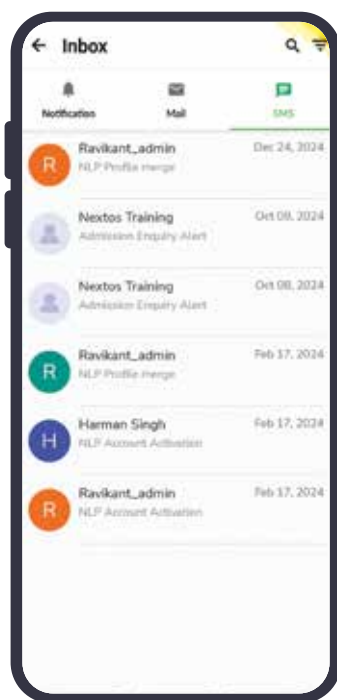 Inbox
Notification Mail SMS
Ravikant_admin Dec 24, 2024
R
NLP Profile merge
Nextos Training Oct 09, 2024
Admission Enquiry Alert
Nextos Training Oct 08, 2024
Admission Enquiry Alert
Ravikant_admin Feb 17, 2024
R
NLP Profile merge
Harman Singh Feb 17, 2024
H
NLP Account Activation
Ravikant_admin Feb 17, 2024
R
NLP Account Activation